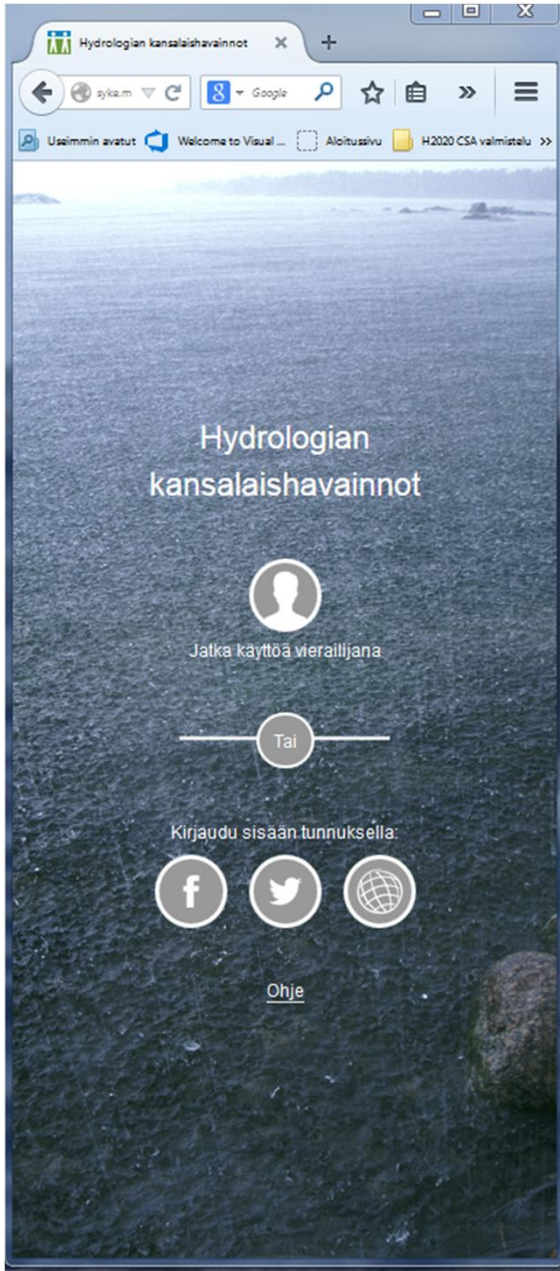 Hydrologian kansalaishavainnot
syke.m
Google
Useimmin avatut
Welcome to Visual ...
Aloitussivu
H2020 CSA valmistelu
Hydrologian
kansalaishavainnot
Jatka käyttöä vierailijana
Tai
Kirjaudu sisään tunnuksella:
Ohje